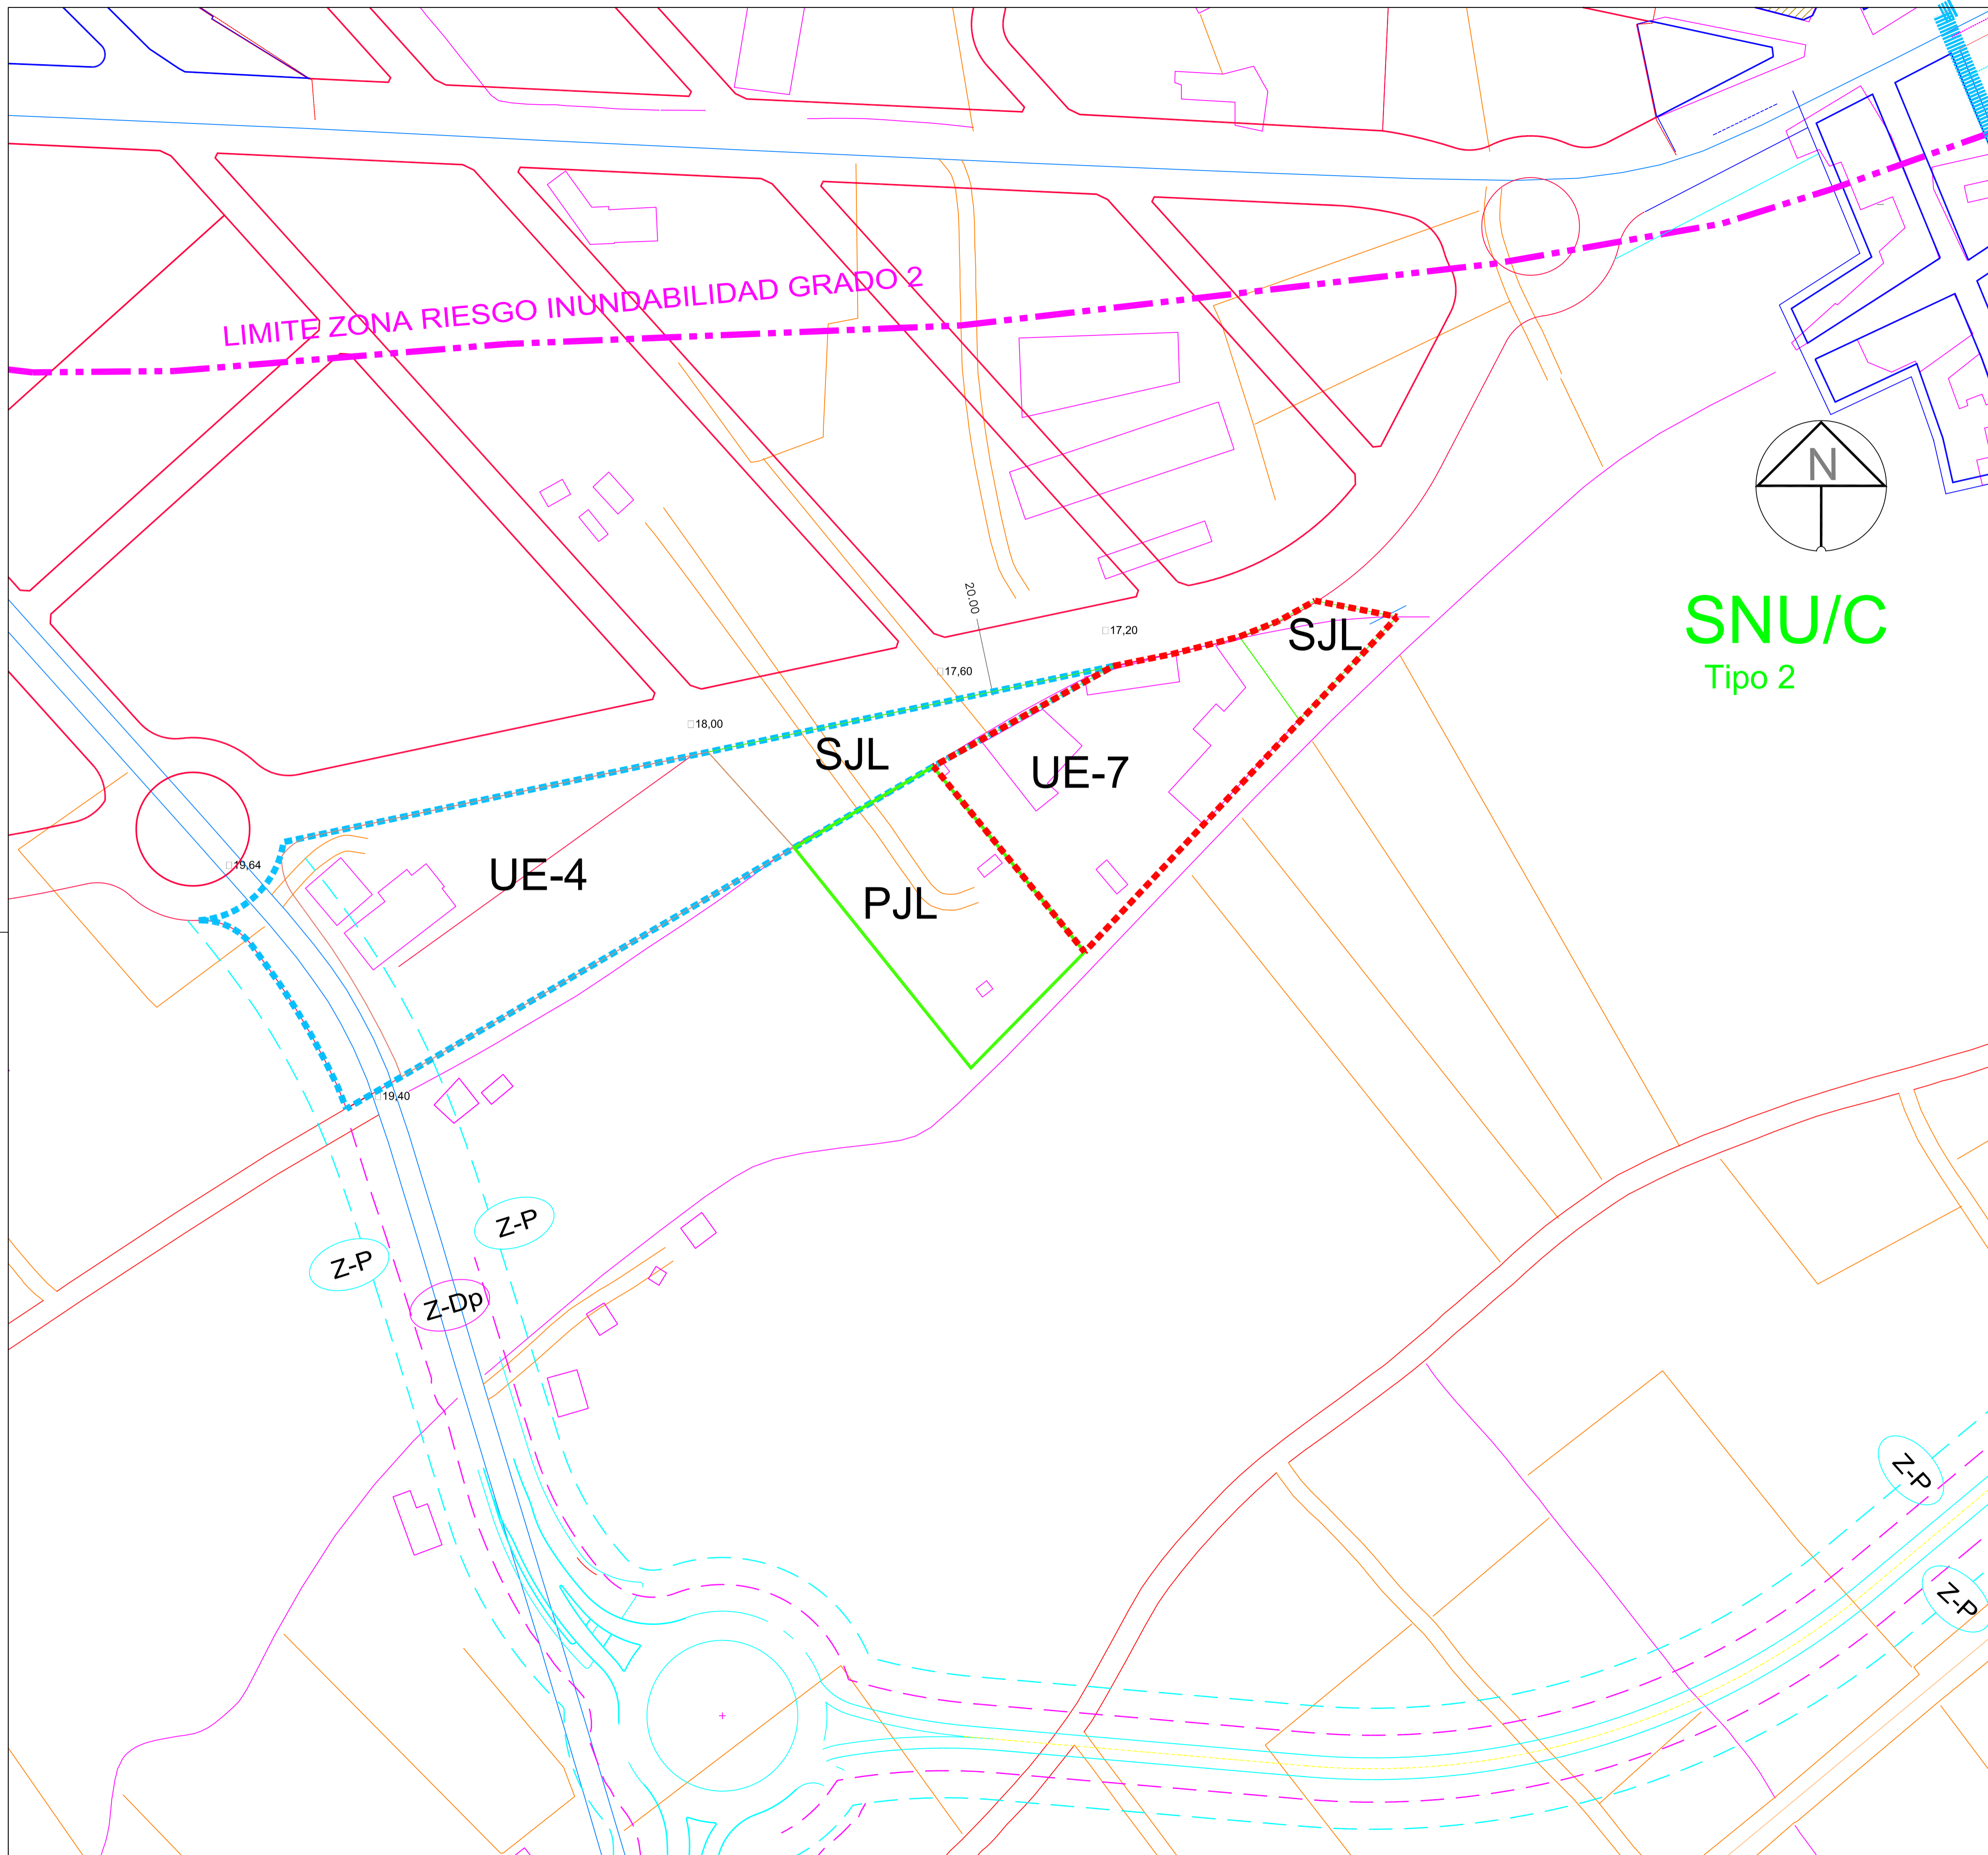 LIMITE ZONA RIESGO INUNDABILIDAD GRADO 2
N
SNU/C
Tipo 2
20.00
17,20
SJL
17,60
18,00
SJL
UE-7
19,64
UE-4
PJL
19,40
Z-P
Z-P
Z-Dp
Z-P
Z-P